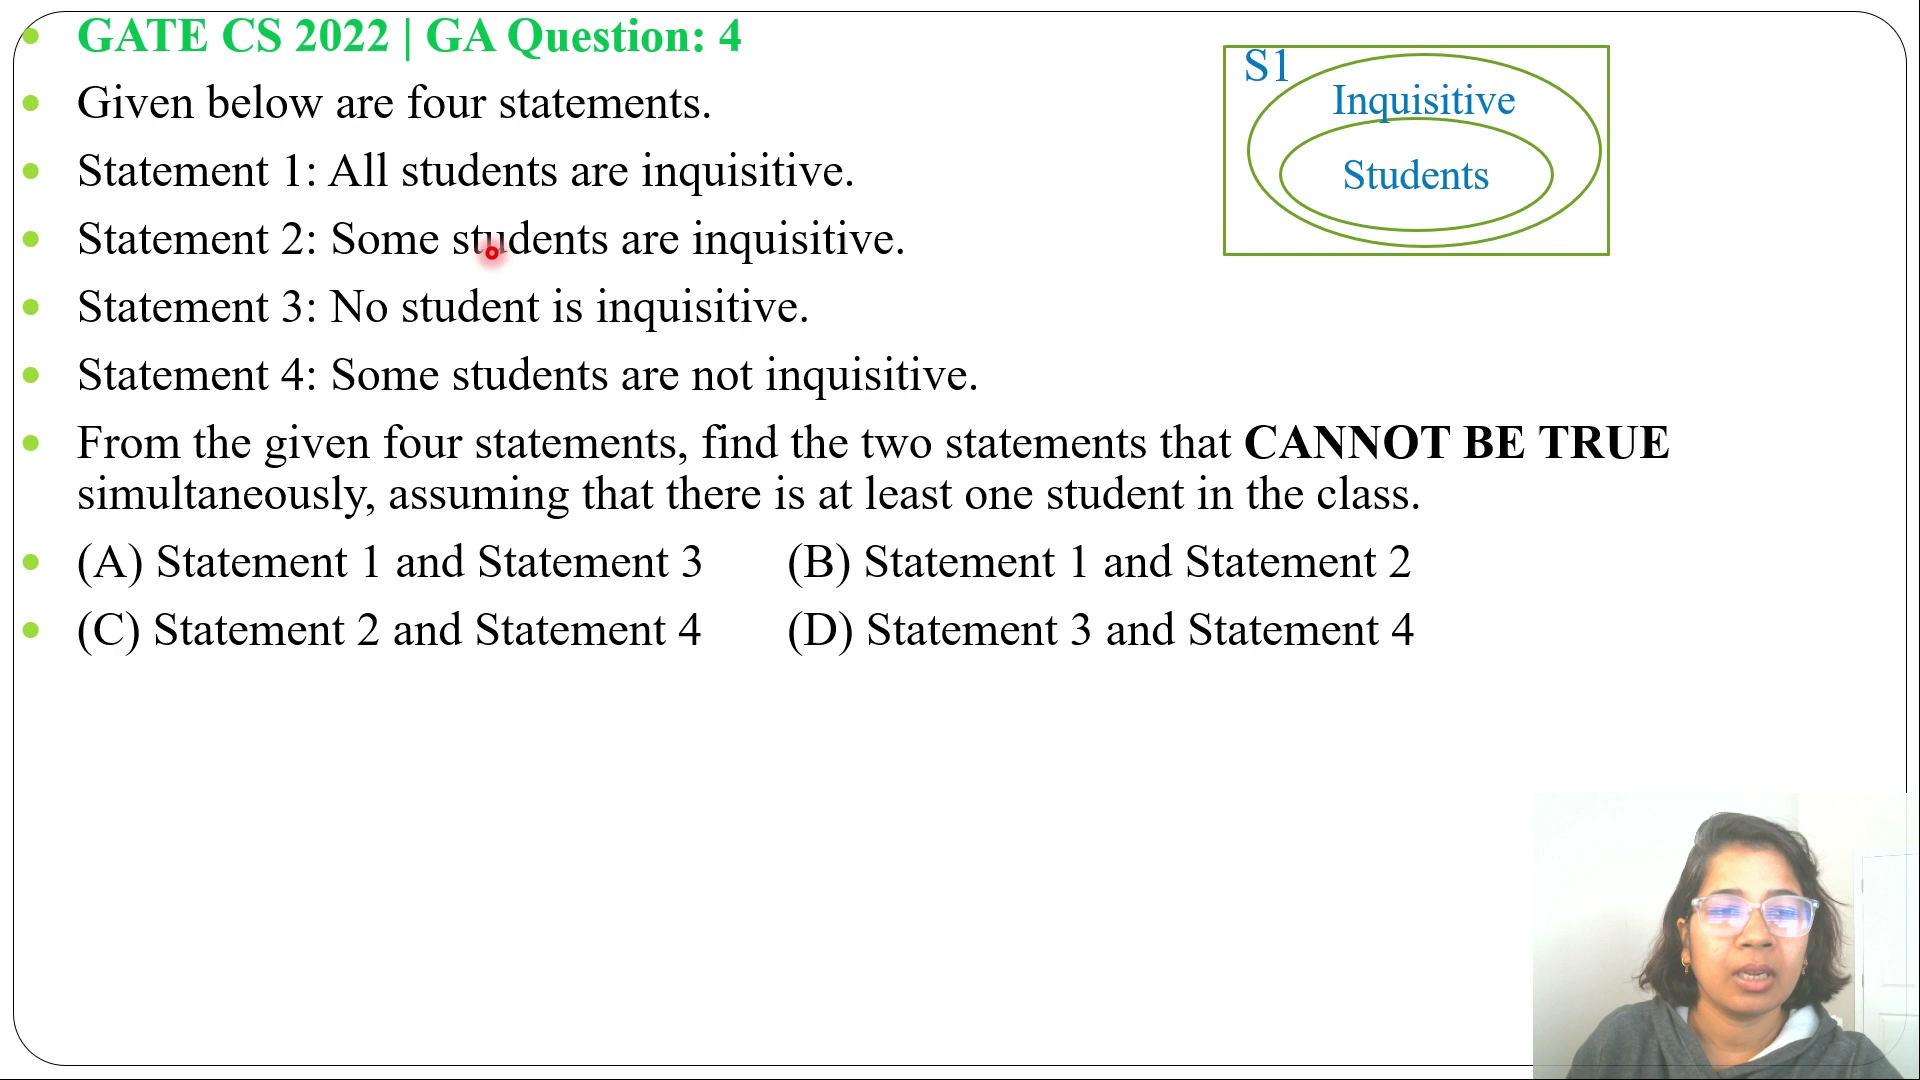 GATE CS 2022 | GA Question: 4
Given below are four statements.
Statement 1: All students are inquisitive.
Statement 2: Some students are inquisitive.
Statement 3: No student is inquisitive.
Statement 4: Some students are not inquisitive.
From the given four statements, find the two statements that CANNOT BE TRUE
simultaneously, assuming that there is at least one student in the class.
(A) Statement 1 and Statement 3 (B) Statement 1 and Statement 2
(C) Statement 2 and Statement 4 (D) Statement 3 and Statement 4
S1
Inquisitive
Students